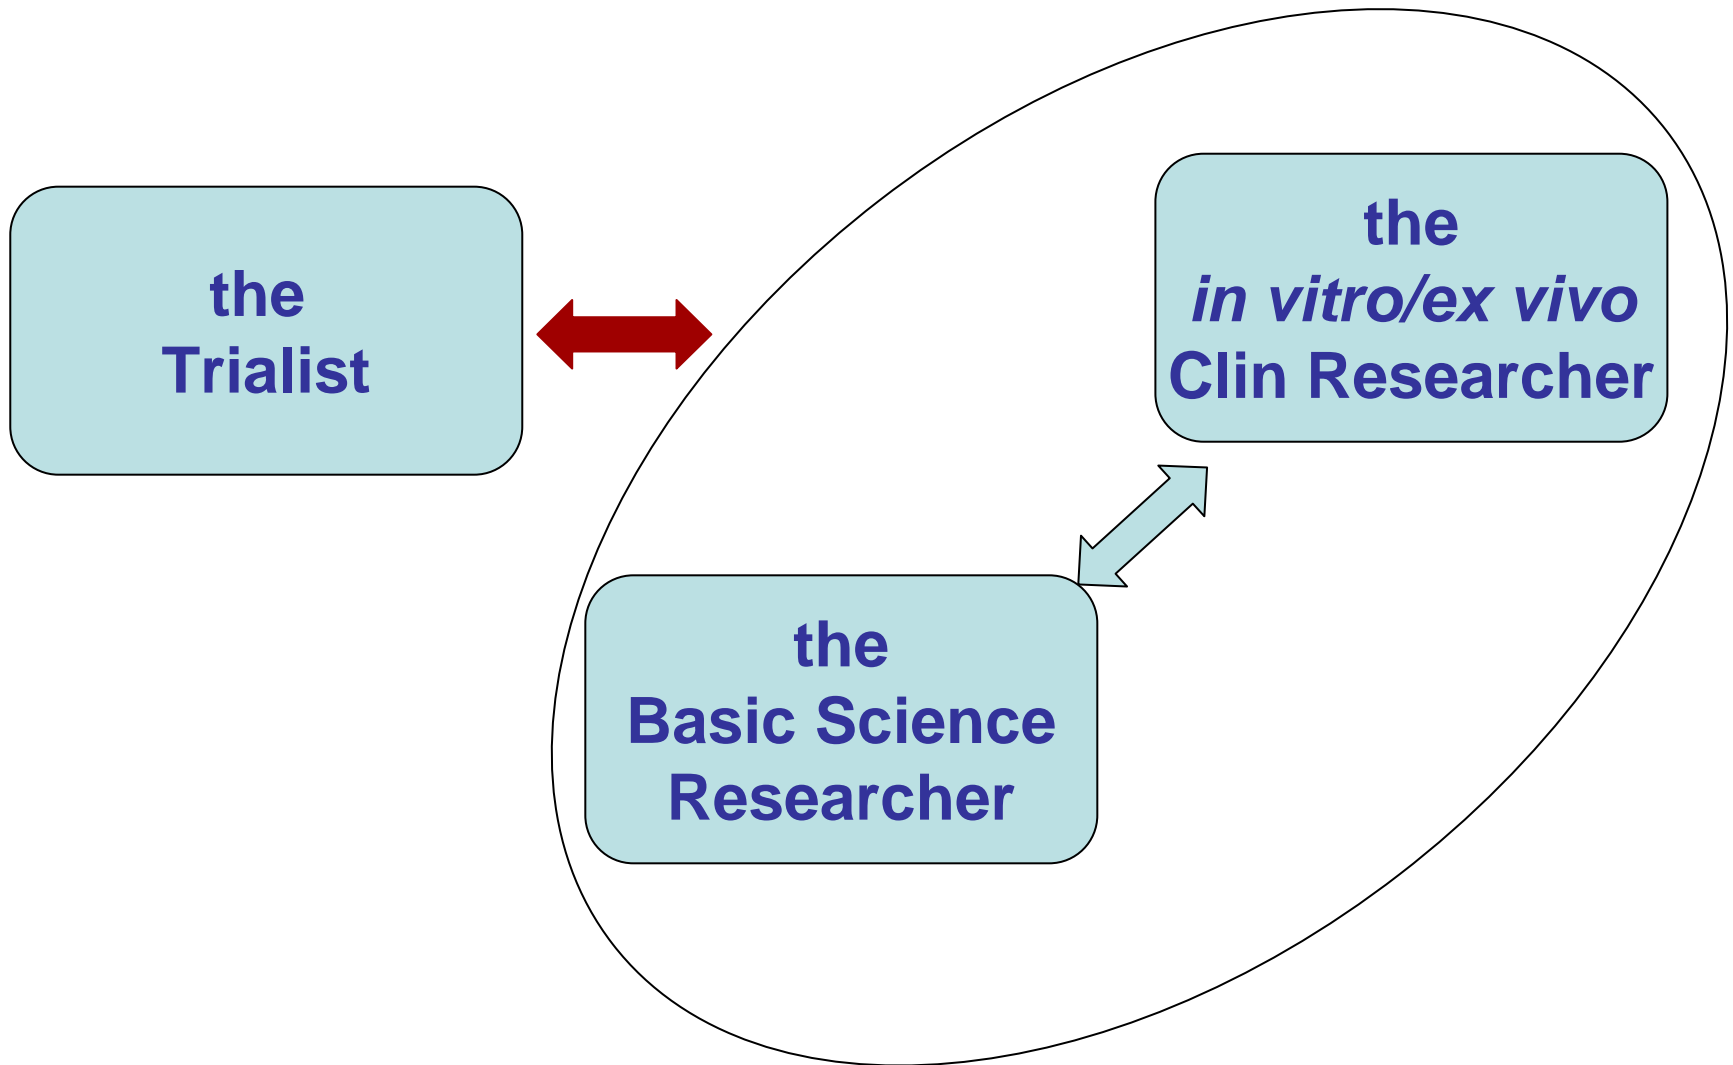 the
Trialist
the
in vitro/ex vivo
Clin Researcher
the
Basic Science
Researcher